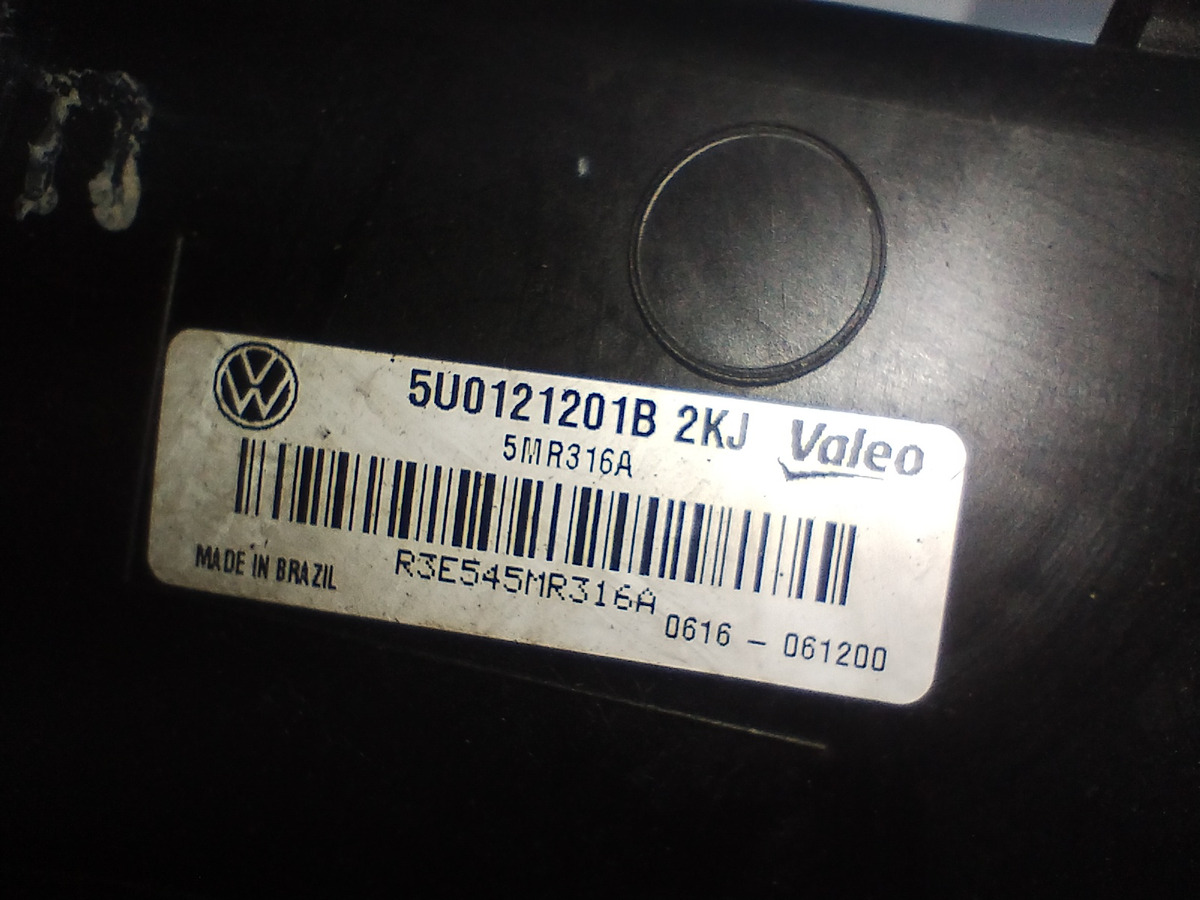 5U0121201B 2KJ Valeo
5MR316A
MADE IN BRAZIL R3E545MR316A
0616 - 061200